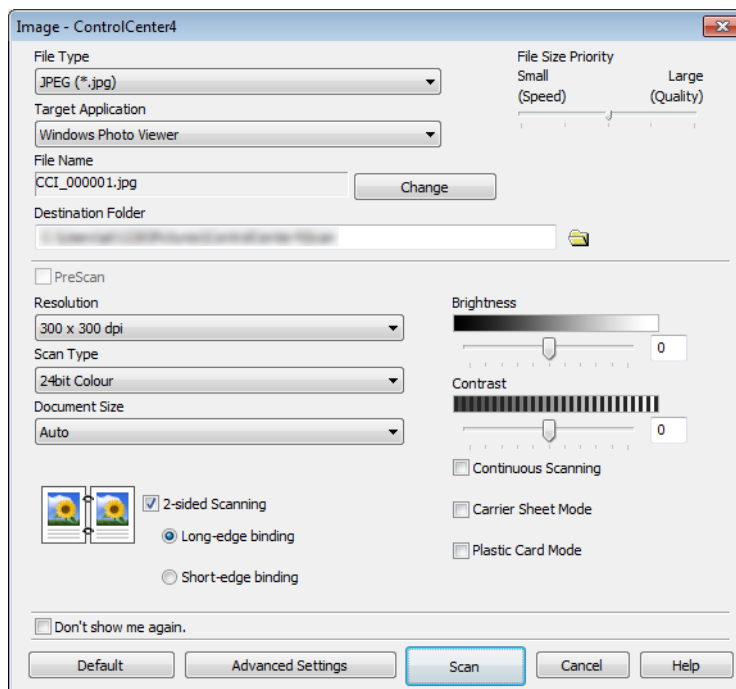 Image - ControlCenter4
File Type
JPEG (*.jpg)
Target Application
Windows Photo Viewer
File Name
CCI_000001.jpg
Change
Destination Folder
File Size Priority
Small Large
(Speed) (Quality)
PreScan
Resolution
300 x 300 dpi
Scan Type
24bit Colour
Document Size
Auto
2-sided Scanning
Long-edge binding
Short-edge binding
Brightness
0
Contrast
0
Continuous Scanning
Carrier Sheet Mode
Plastic Card Mode
Don't show me again.
Default Advanced Settings Scan Cancel Help